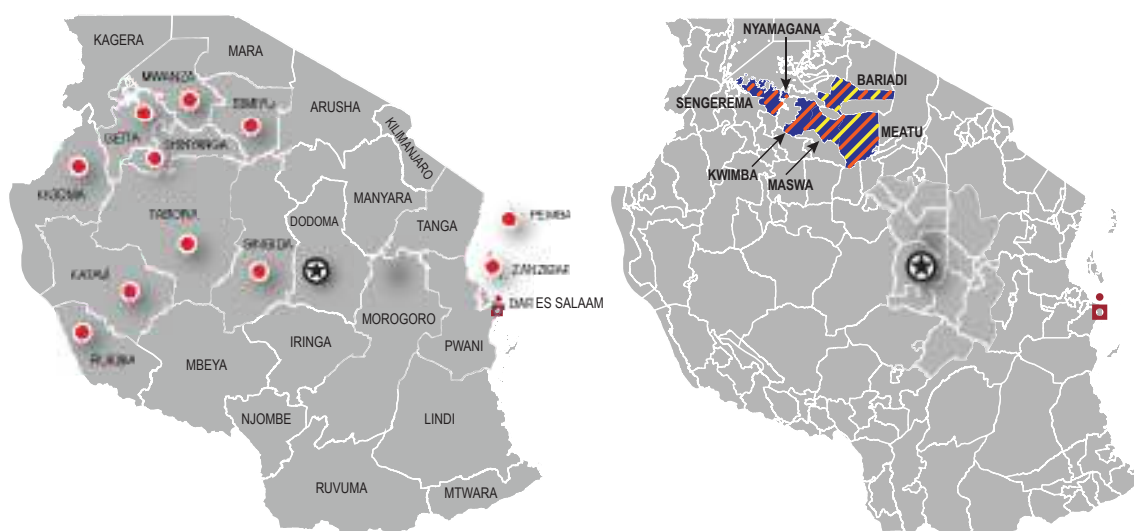 KAGERA
MARA
MWANZA
SIMIYU
ARUSHA
GEITA
SHINYANGA
KILIMANJARO
KIGOMA
MANYARA
TABORA
DODOMA
TANGA
PEMBA
SINGIDA
ZANZIBAR
KATAVI
DAR ES SALAAM
MOROGORO
RUKWA
IRINGA
PWANI
MBEYA
NJOMBE
LINDI
RUVUMA
MTWARA
NYAMAGANA
BARIADI
SENGEREMA
MEATU
KWIMBA
MASWA